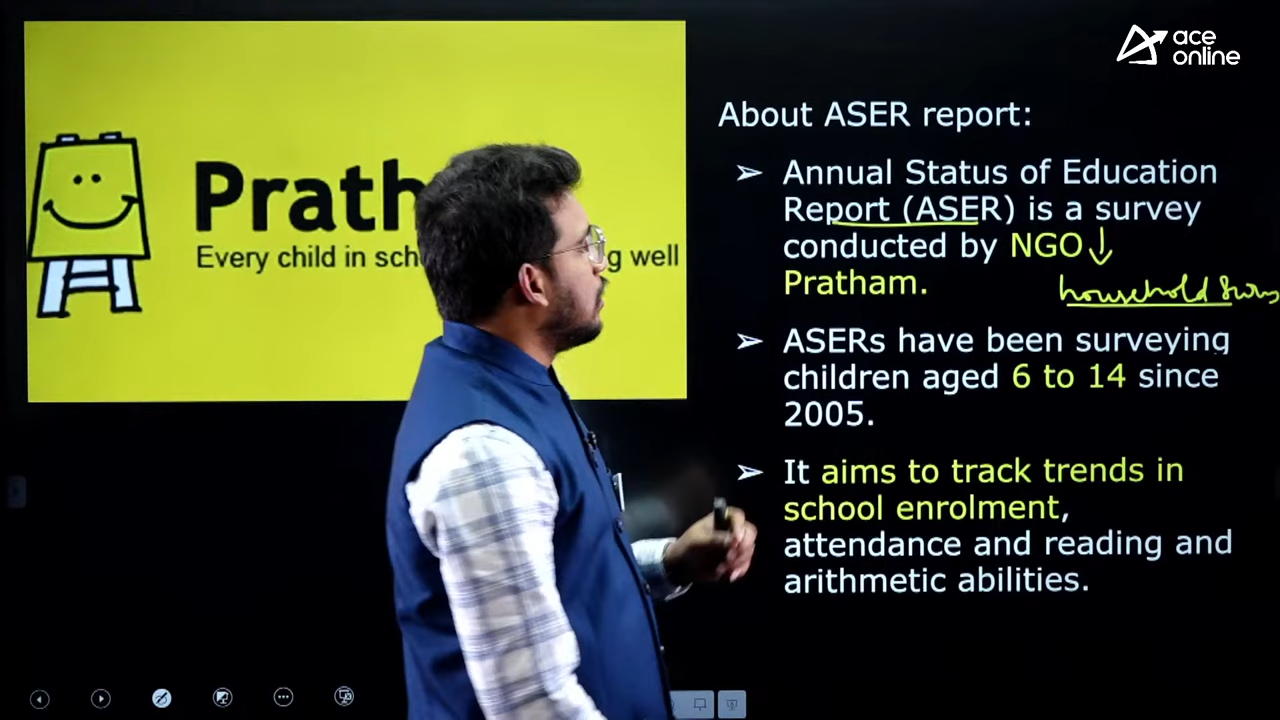 ace
online
Prath
Every child in sch g well
About ASER report:
➢ Annual Status of Education
Report (ASER) is a survey
conducted by NGO
Pratham.
household
➢ ASERs have been surveying
children aged 6 to 14 since
2005.
➢ It aims to track trends in
school enrolment,
attendance and reading and
arithmetic abilities.